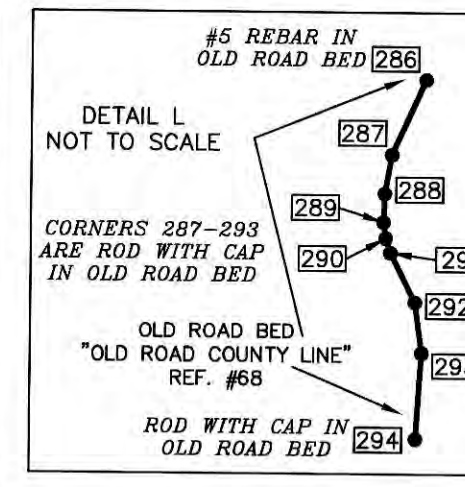 #5 REBAR IN
OLD ROAD BED 286
DETAIL L
NOT TO SCALE
287
288
289
CORNERS 287-293
ARE ROD WITH CAP
IN OLD ROAD BED
290
292
OLD ROAD BED
"OLD ROAD COUNTY LINE"
REF. #68
ROD WITH CAP IN
OLD ROAD BED 294